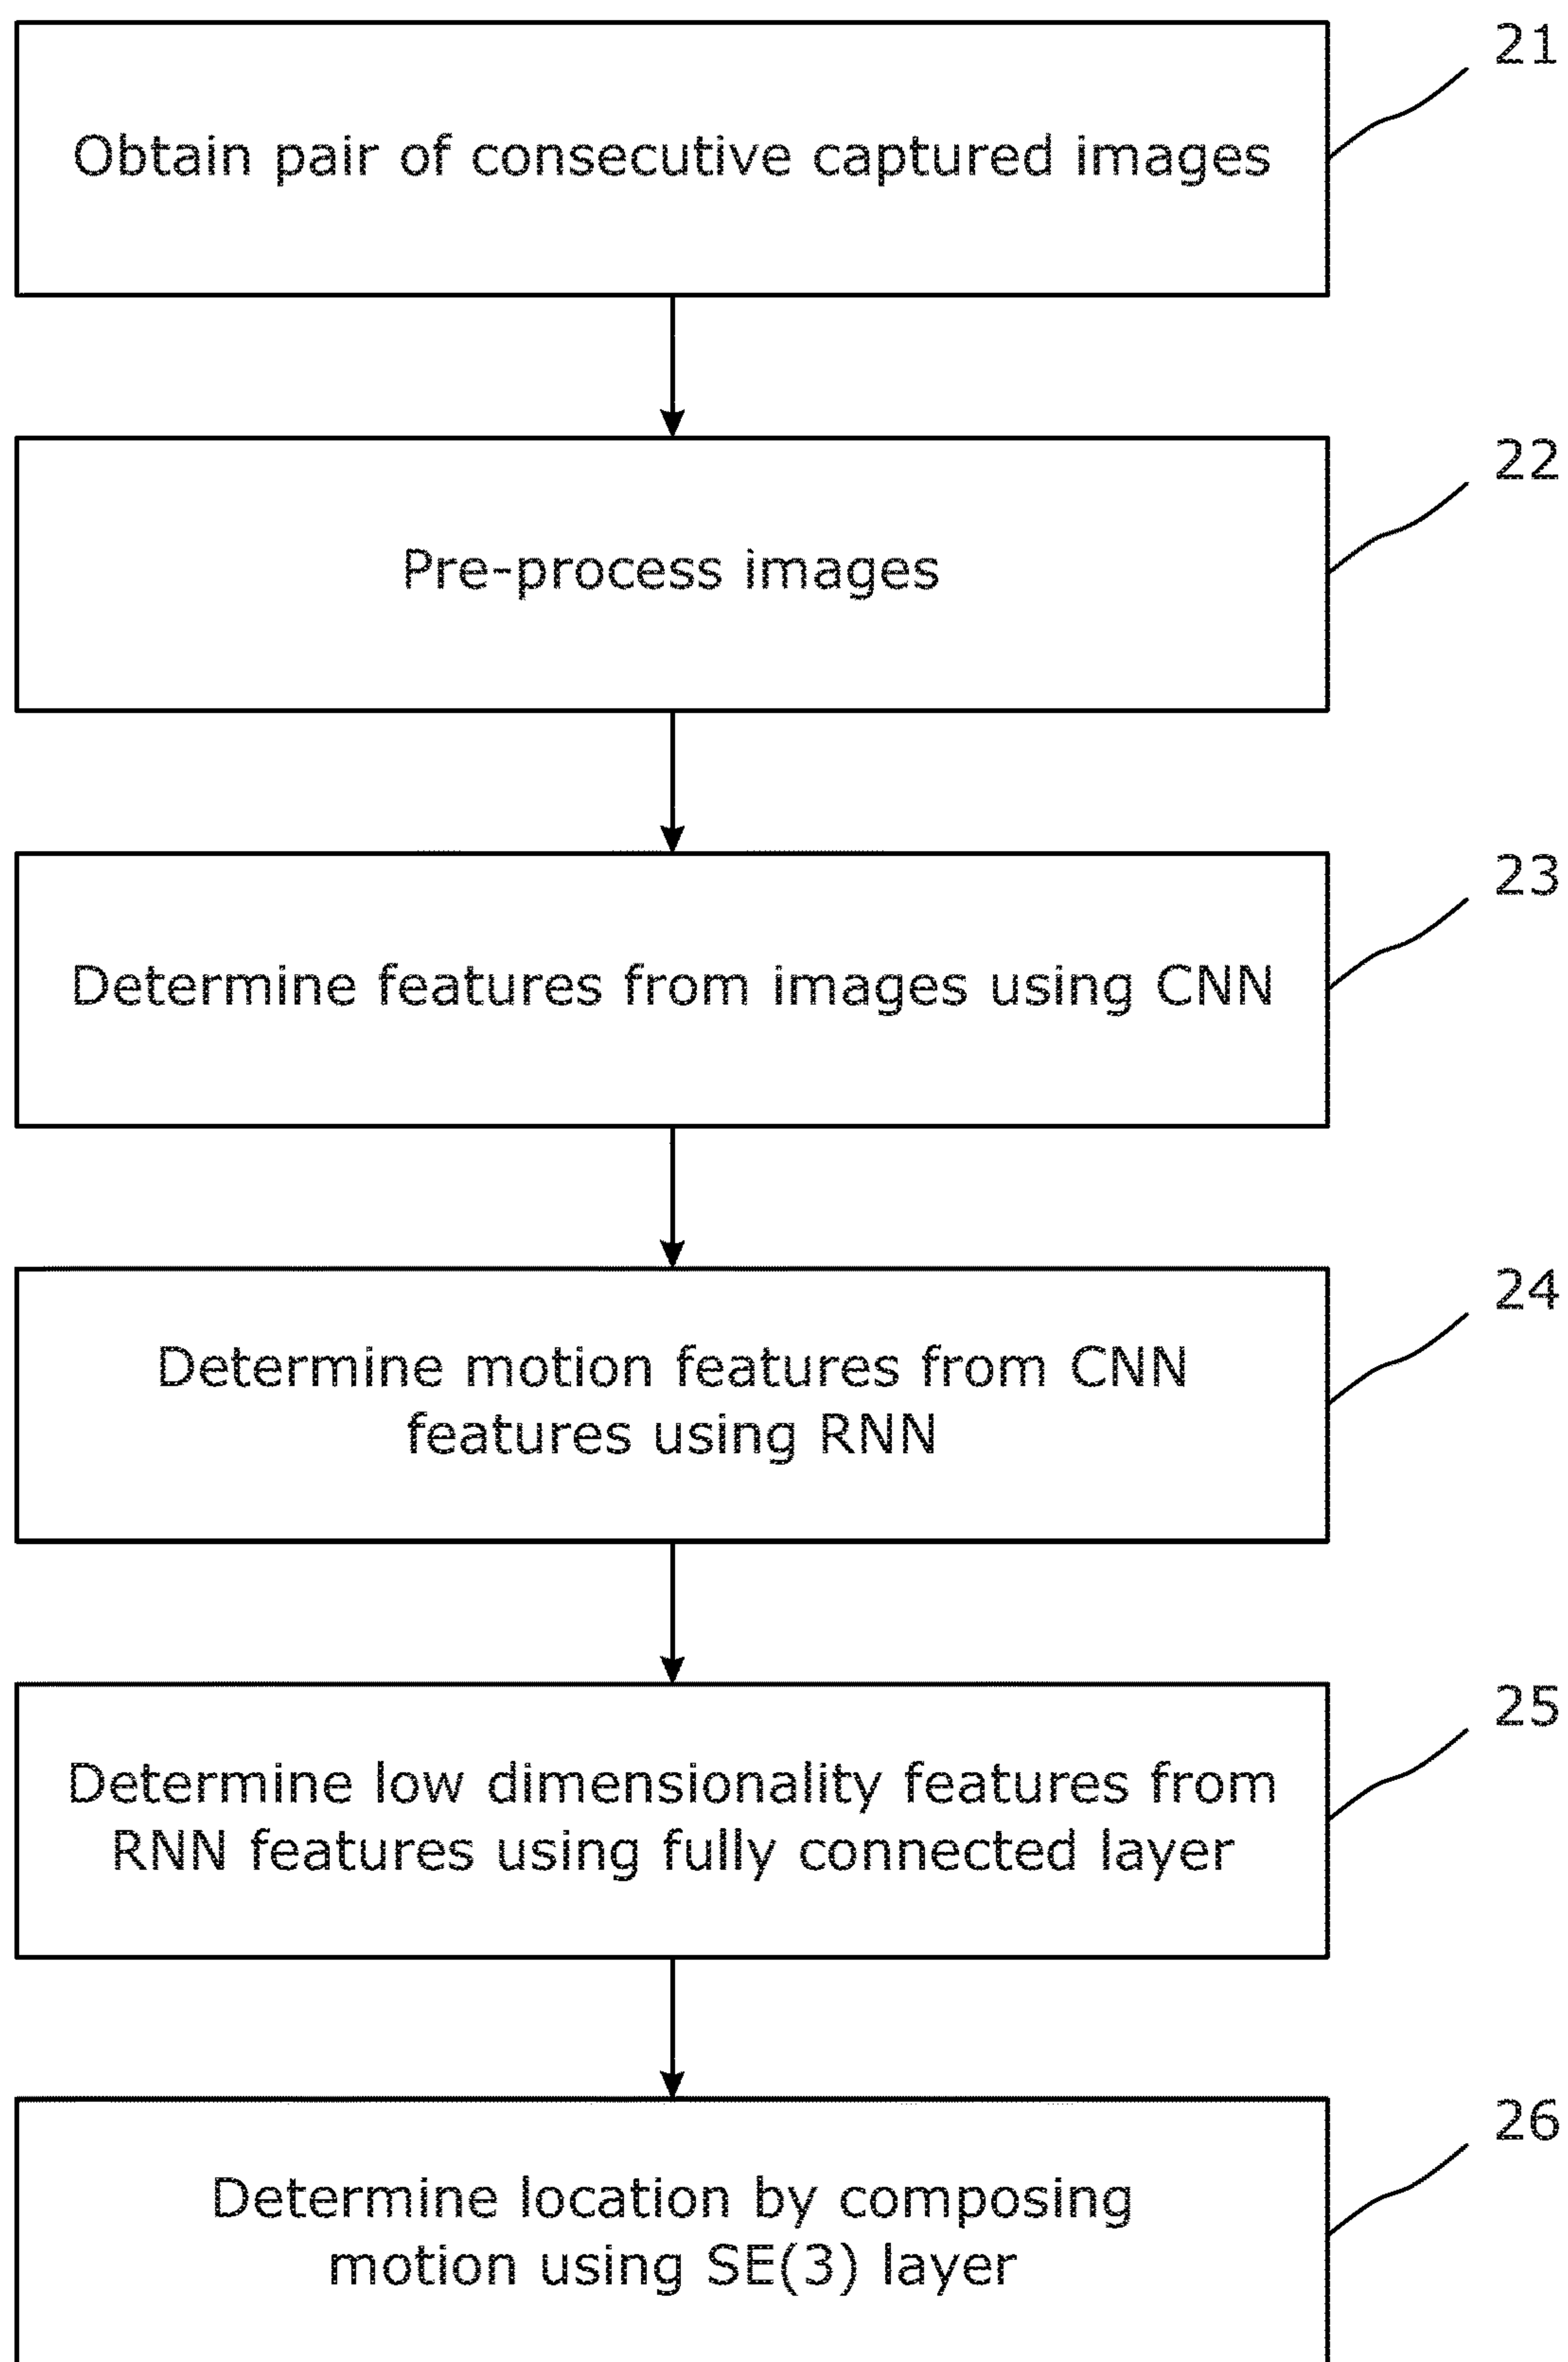 21
Obtain pair of consecutive captured images
22
Pre-process images
23
Determine features from images using CNN
24
Determine motion features from CNN
features using RNN
25
Determine low dimensionality features from
RNN features using fully connected layer
26
Determine location by composing
motion using SE(3) layer